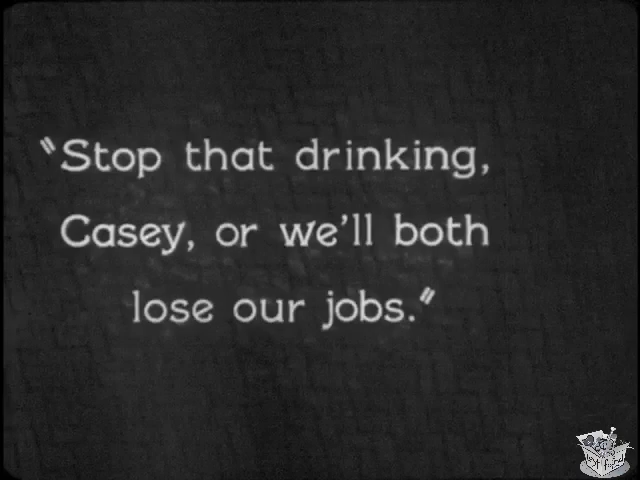 "Stop that drinking,
Casey, or we'll both
lose our jobs."